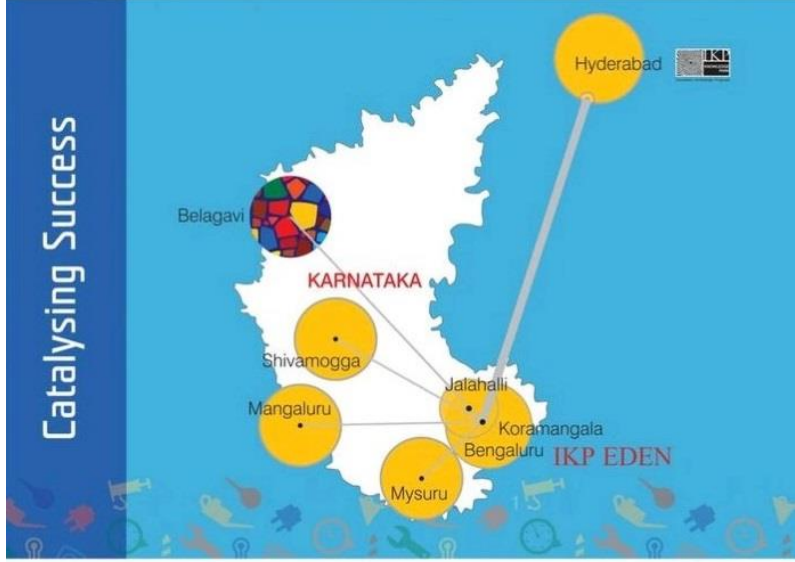 Catalysing Success
Hyderabad
IKP
Belagavi
KARNATAKA
Shivamogga
Jalahalli
Mangaluru
Koramangala
Bengaluru
IKP EDEN
Mysuru